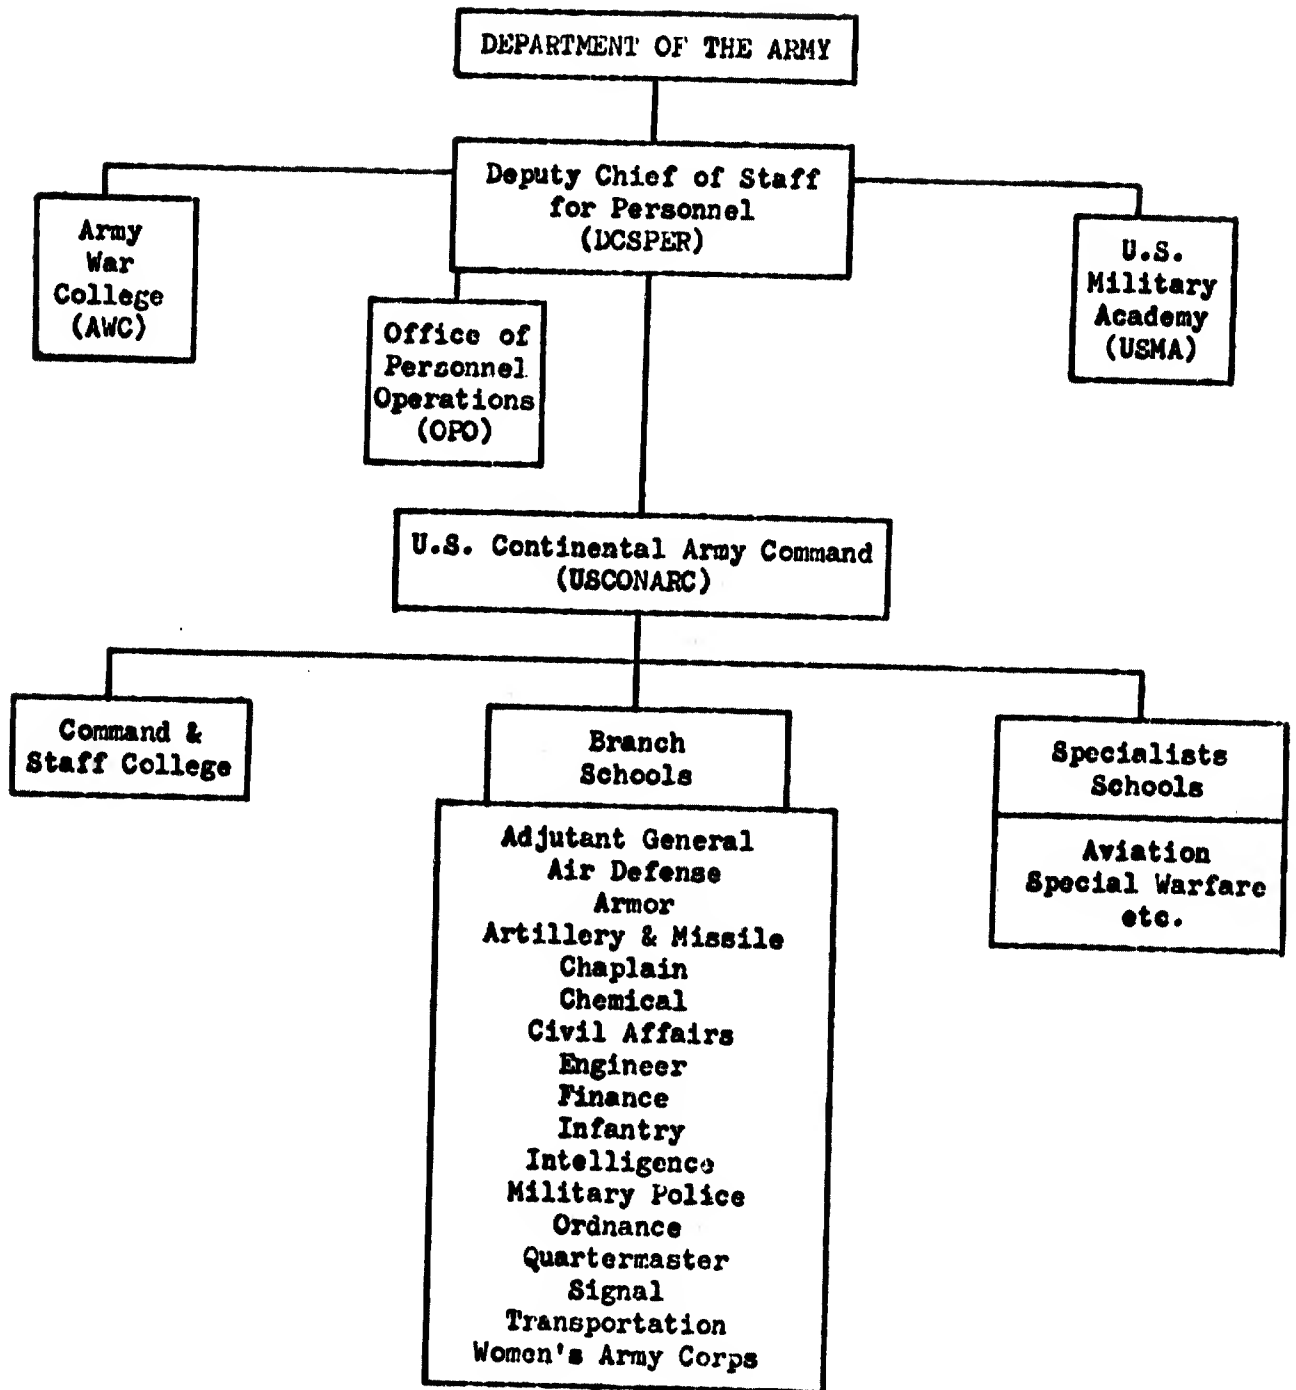 DEPARTMENT OF THE ARMY
Deputy Chief of Staff
for Personnel
(DCSPER)
Army
War
College
(AWC)
Office of
Personnel
Operations
(OPO)
U.S.
Military
Academy
(USMA)
U.S. Continental Army Command
(USCONARC)
Command &
Staff College
Branch
Schools
Adjutant General
Air Defense
Armor
Artillery & Missile
Chaplain
Chemical
Civil Affairs
Engineer
Finance
Infantry
Intelligence
Military Police
Ordnance
Quartermaster
Signal
Transportation
Women's Army Corps
Specialists
Schools
Aviation
Special Warfare
etc.